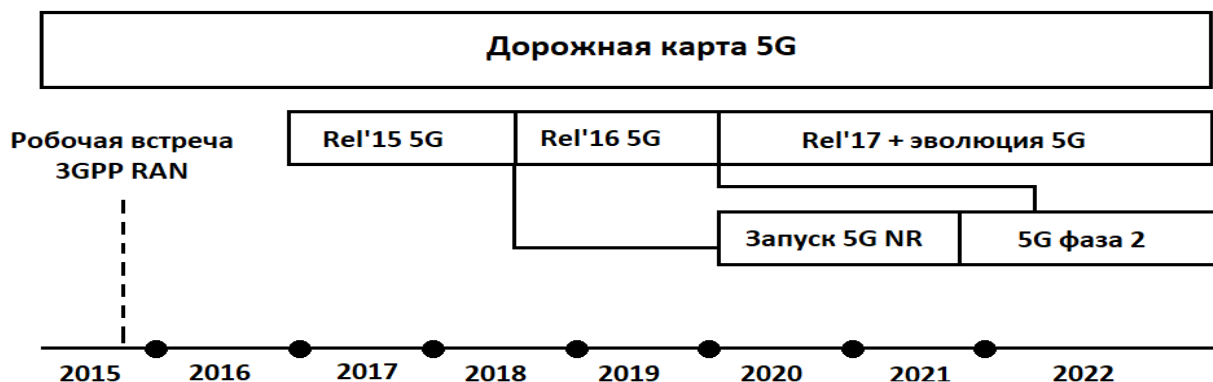 Дорожная карта 5G
Робочая встреча
3GPP RAN
Rel'15 5G
Rel'16 5G
Rel'17 + эволюция 5G
Запуск 5G NR
5G фаза 2
2015
2016
2017
2018
2019
2020
2021
2022